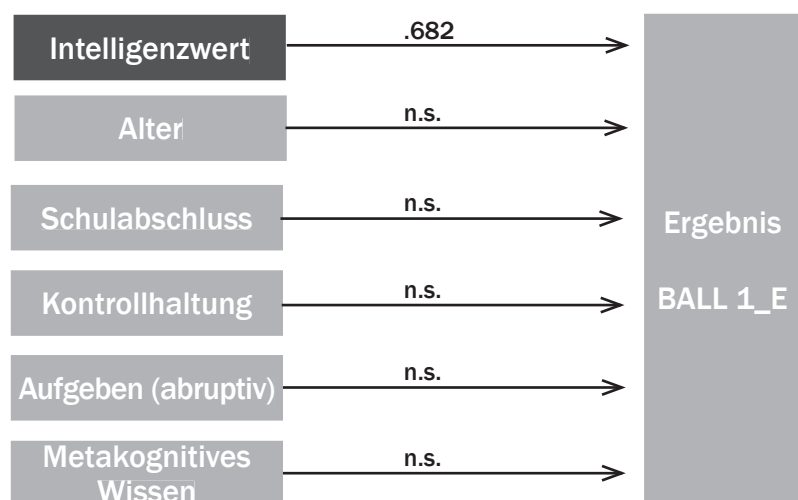 Intelligenzwert
.682
Alter
n.s.
Schulabschluss
n.s.
Kontrollhaltung
n.s.
Aufgeben (abruptiv)
n.s.
Metakognitives
Wissen
n.s.
Ergebnis
BALL 1_E